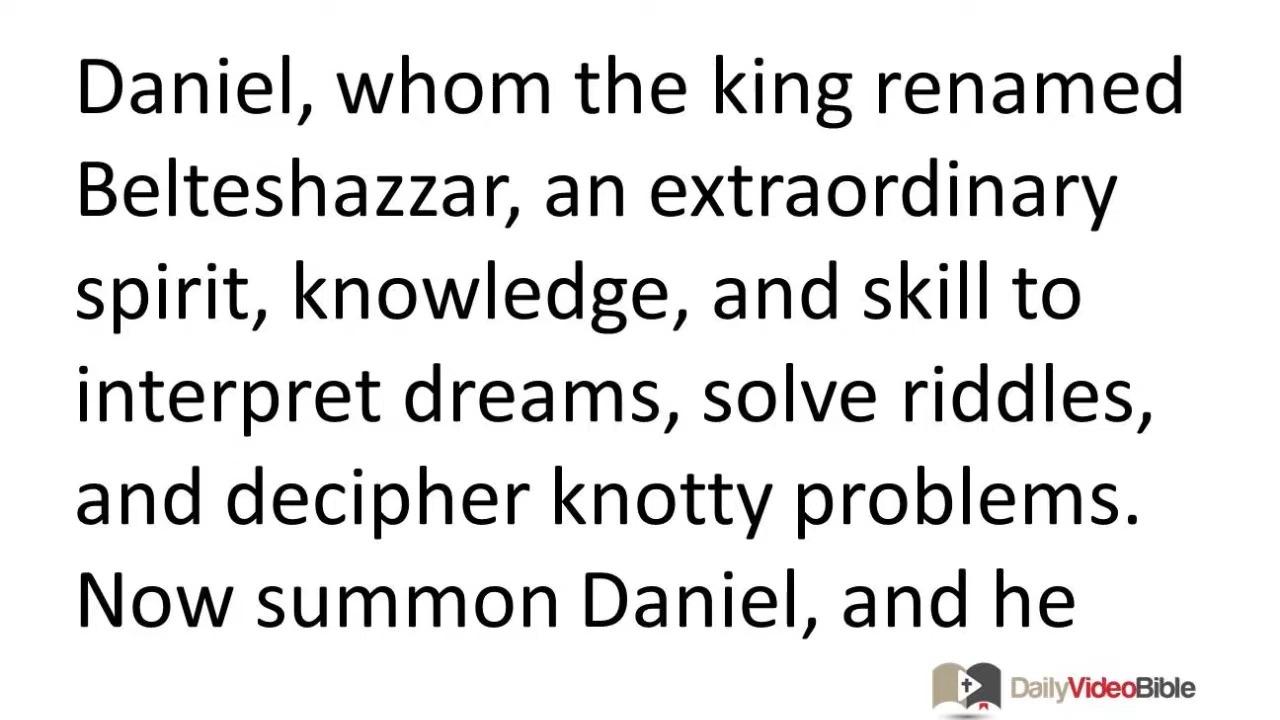 Daniel, whom the king renamed
Belteshazzar, an extraordinary
spirit, knowledge, and skill to
interpret dreams, solve riddles,
and decipher knotty problems.
Now summon Daniel, and he
DailyVideoBible